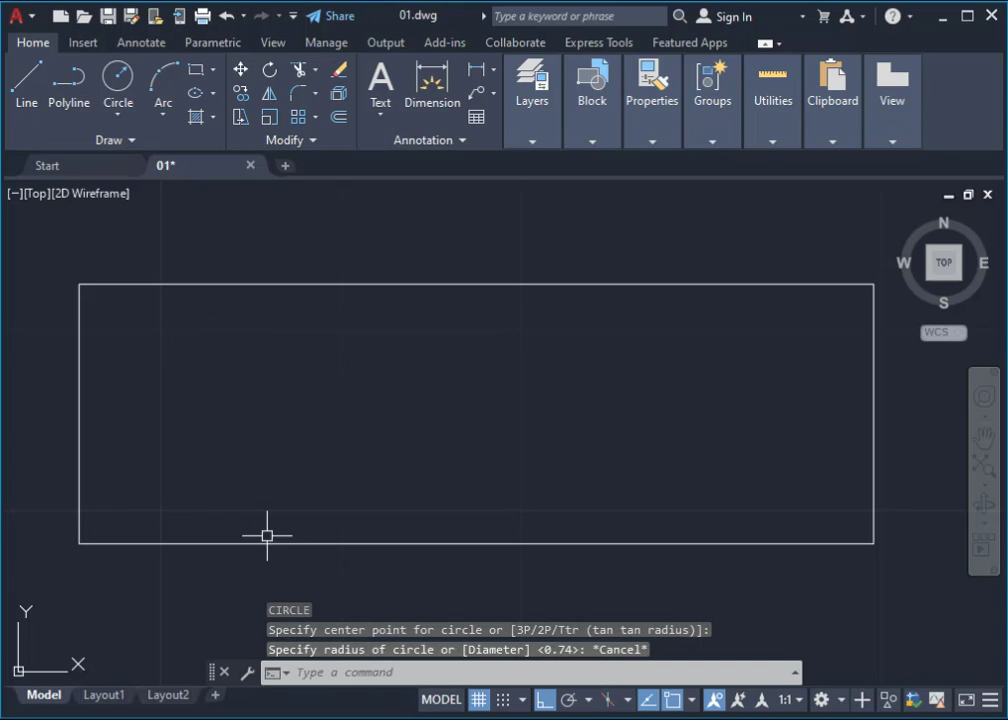 A Share 01.dwg Type a keyword or phrase Sign In ?
Home Insert Annotate Parametric View Manage Output Add-ins Collaborate Express Tools Featured Apps
Line Polyline Circle Arc A Text Dimension Layers Block Properties Groups Utilities Clipboard View
Draw Modify Annotation
Start 01*
[−][Top][2D Wireframe]
N
W TOP E
S
WCS
CIRCLE
Specify center point for circle or [3P/2P/Ttr (tan tan radius)]:
Specify radius of circle or [Diameter] <0.74>: *Cancel*
Y
X
Type a command
Model Layout1 Layout2 + MODEL 1:1